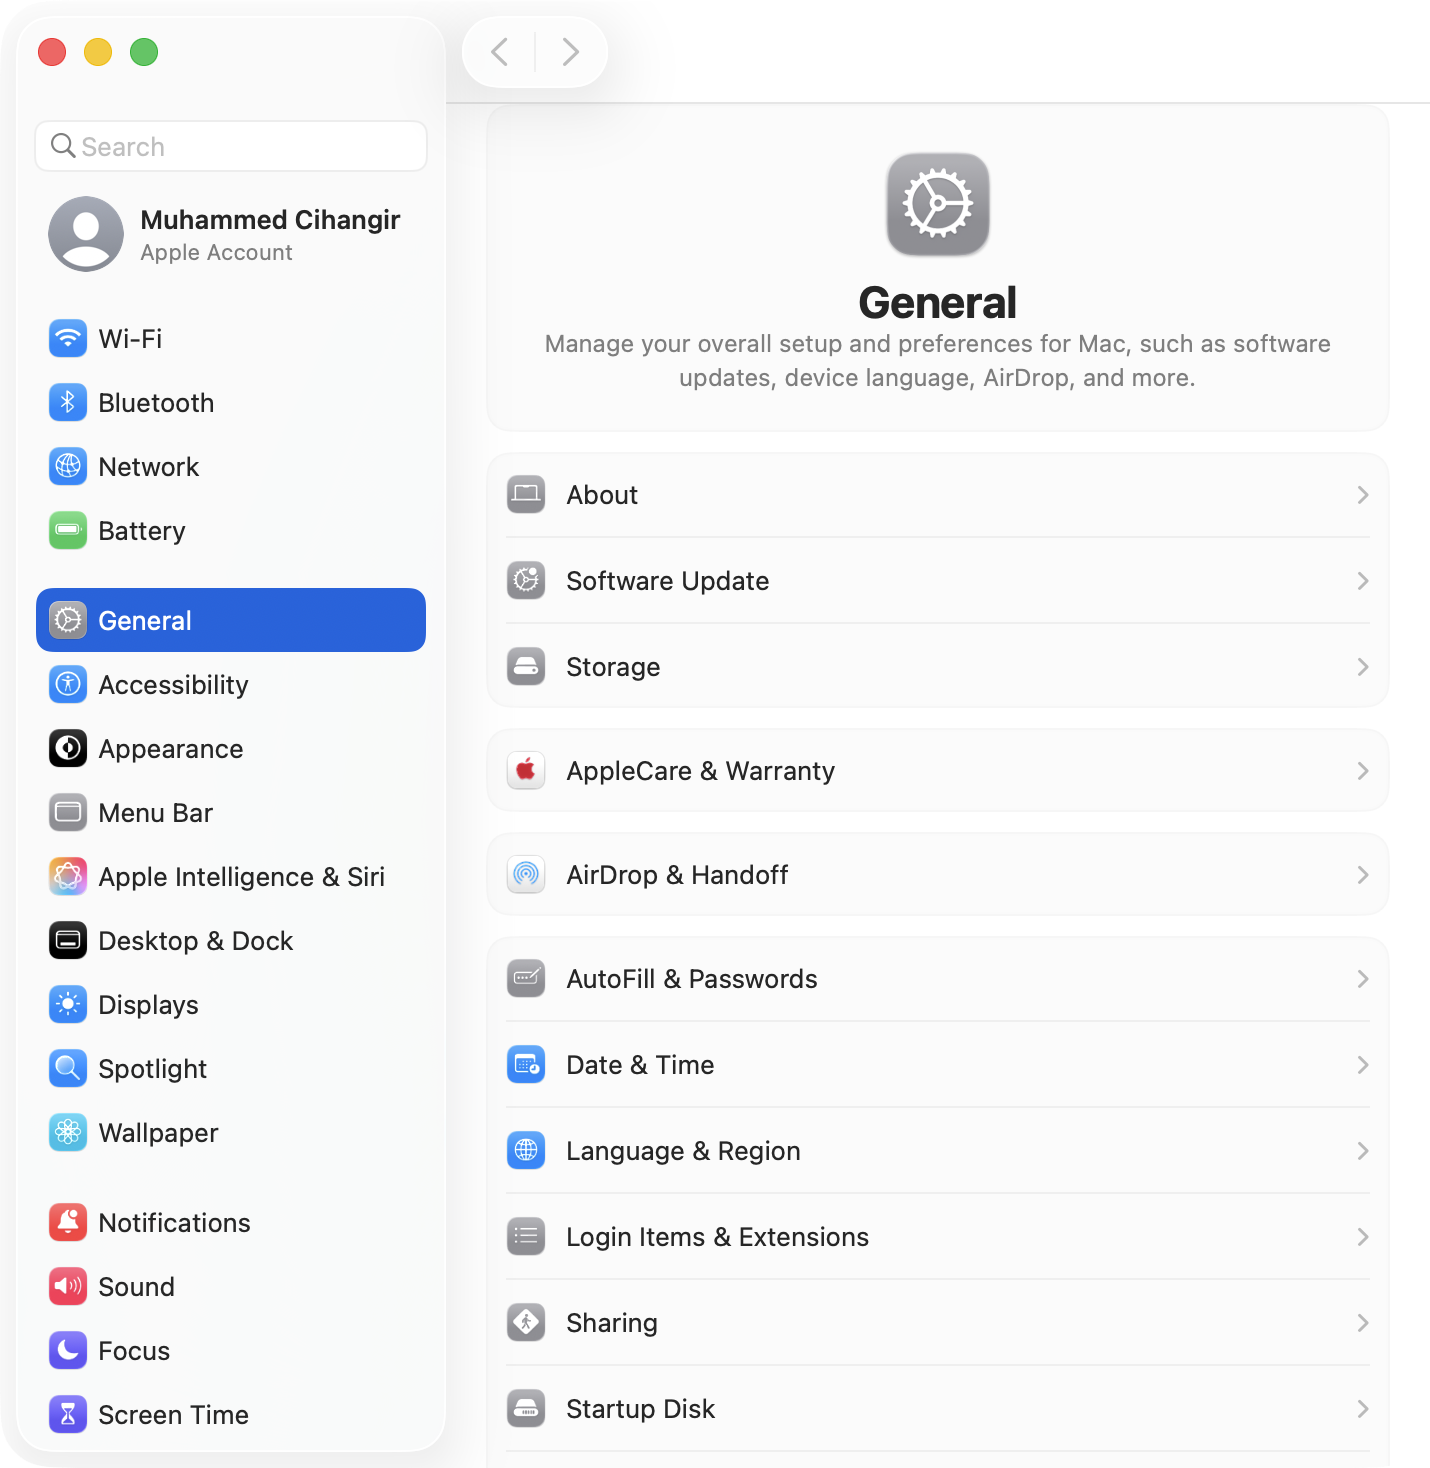 Search
Muhammed Cihangir
Apple Account
Wi-Fi
Bluetooth
Network
Battery
General
Accessibility
Appearance
Menu Bar
Apple Intelligence & Siri
Desktop & Dock
Displays
Spotlight
Wallpaper
Notifications
Sound
Focus
Screen Time
General
Manage your overall setup and preferences for Mac, such as software
updates, device language, AirDrop, and more.
About
Software Update
Storage
AppleCare & Warranty
AirDrop & Handoff
AutoFill & Passwords
Date & Time
Language & Region
Login Items & Extensions
Sharing
Startup Disk